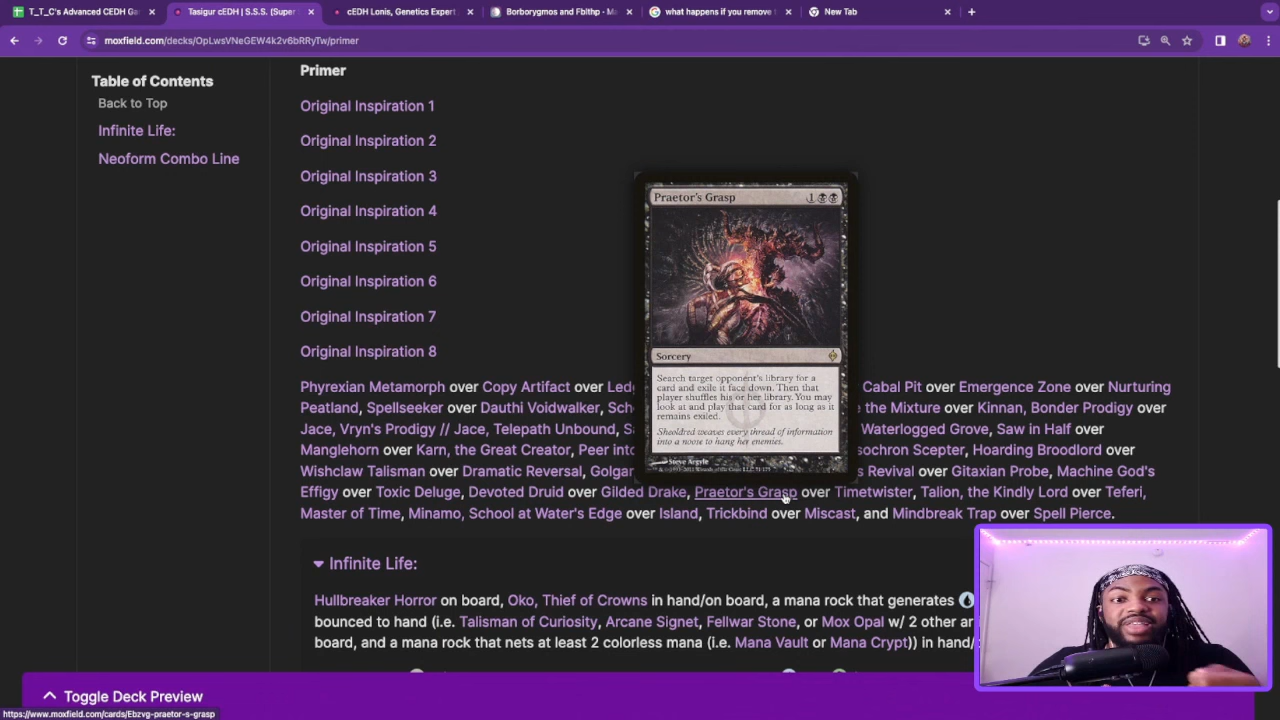 T_T_C's Advanced CEDH Ga
Tasigur cEDH | S.S.S. (Super
cEDH Lonis, Genetics Expert
Borborygmos and Fblthp - Ma
what happens if you remove
New Tab
moxfield.com/decks/OpLwsVNeGEW4k2v6bRRyTw/primer
Table of Contents
Back to Top
Infinite Life:
Neoform Combo Line
Primer
Original Inspiration 1
Original Inspiration 2
Original Inspiration 3
Original Inspiration 4
Original Inspiration 5
Original Inspiration 6
Original Inspiration 7
Original Inspiration 8
Praetor's Grasp 1
Sorcery
Search target opponent's library for a
card and exile it face down. Then that
player shuffles his or her library. You may
look at and play that card for as long as it
remains exiled.
Sheoldred weaves every thread of information
into a noose to hang her enemies.
Steve Argyle
Phyrexian Metamorph over Copy Artifact over Led Cabal Pit over Emergence Zone over Nurturing
Peatland, Spellseeker over Dauthi Voidwalker, Sch the Mixture over Kinnan, Bonder Prodigy over
Jace, Vryn's Prodigy // Jace, Telepath Unbound, S Waterlogged Grove, Saw in Half over
Manglehorn over Karn, the Great Creator, Peer into ochron Scepter, Hoarding Broodlord over
Wishclaw Talisman over Dramatic Reversal, Golgar s Revival over Gitaxian Probe, Machine God's
Effigy over Toxic Deluge, Devoted Druid over Gilded Drake, Praetor's Grasp over Timetwister, Talion, the Kindly Lord over Teferi,
Master of Time, Minamo, School at Water's Edge over Island, Trickbind over Miscast, and Mindbreak Trap over Spell Pierce.
Infinite Life:
Hullbreaker Horror on board, Oko, Thief of Crowns in hand/on board, a mana rock that generates
bounced to hand (i.e. Talisman of Curiosity, Arcane Signet, Fellwar Stone, or Mox Opal w/ 2 other ar
board, and a mana rock that nets at least 2 colorless mana (i.e. Mana Vault or Mana Crypt)) in hand/
Toggle Deck Preview
https://www.moxfield.com/cards/Ebzvg-praetor-s-grasp